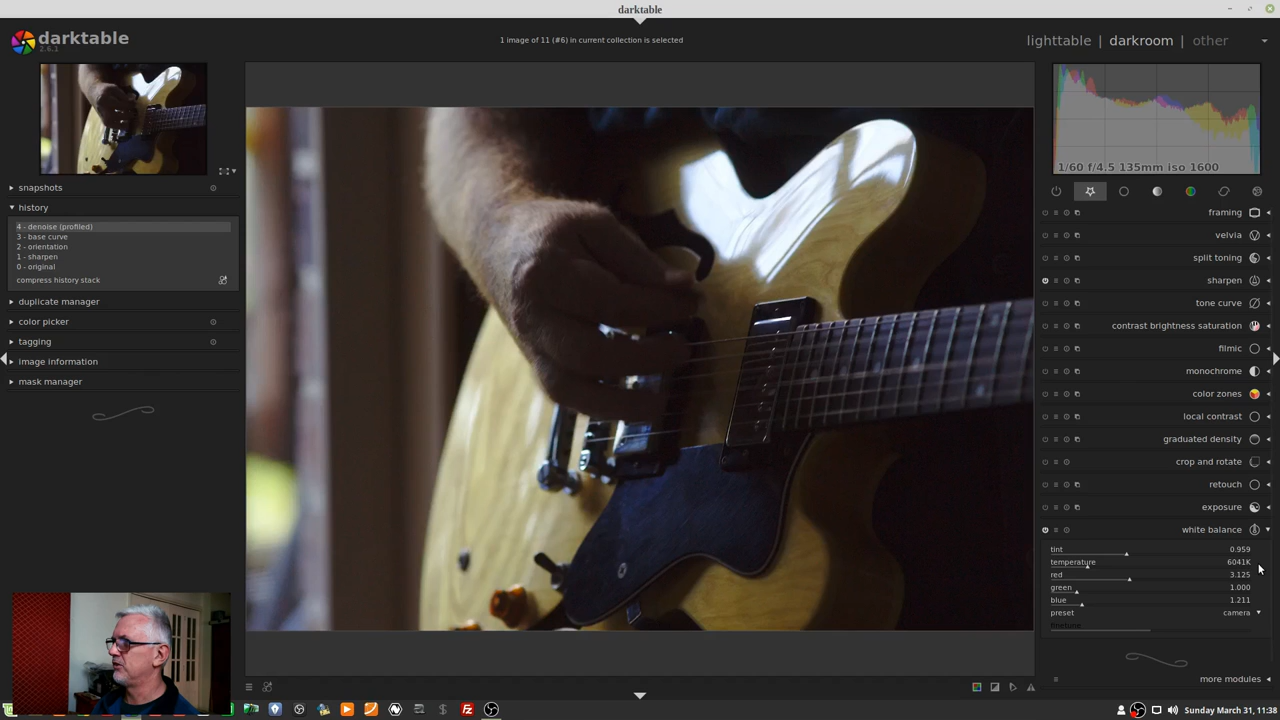 darktable
darktable
2.6.1
1 image of 11 (#6) in current collection is selected
lighttable | darkroom | other
1/60 f/4.5 135mm iso 1600
snapshots
history
4 - denoise (profiled)
3 - base curve
2 - orientation
1 - sharpen
0 - original
compress history stack
duplicate manager
color picker
tagging
image information
mask manager
framing
velvia
split toning
sharpen
tone curve
contrast brightness saturation
filmic
monochrome
color zones
local contrast
graduated density
crop and rotate
retouch
exposure
white balance
tint 0.959
temperature 6041K
red 3.125
green 1.000
blue 1.211
preset camera
finetune
more modules
Sunday March 31, 11:38